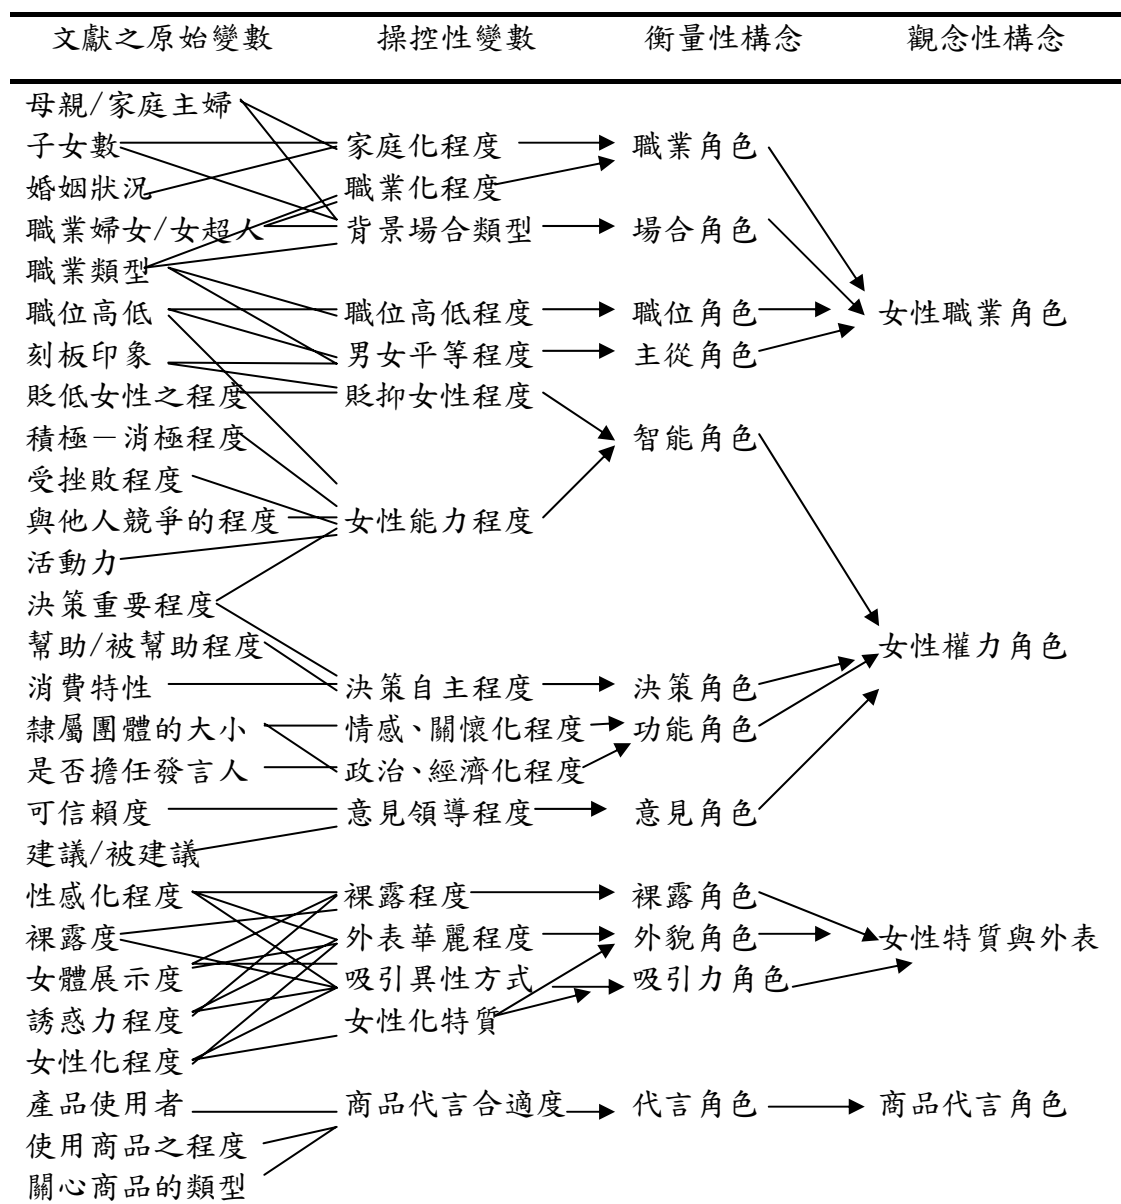 文獻之原始變數 操控性變數 衡量性構念 觀念性構念
母親/家庭主婦
子女數 家庭化程度 職業角色
婚姻狀況 職業化程度
職業婦女/女超人 背景場合類型 場合角色
職業類型
職位高低 職位高低程度 職位角色 女性職業角色
刻板印象 男女平等程度 主從角色
貶低女性之程度 貶抑女性程度
積極－消極程度 智能角色
受挫敗程度
與他人競爭的程度 女性能力程度
活動力
決策重要程度
幫助/被幫助程度 女性權力角色
消費特性 決策自主程度 決策角色
隸屬團體的大小 情感、關懷化程度 功能角色
是否擔任發言人 政治、經濟化程度
可信賴度 意見領導程度 意見角色
建議/被建議
性感化程度 裸露程度 裸露角色
裸露度 外表華麗程度 外貌角色 女性特質與外表
女體展示度 吸引異性方式 吸引力角色
誘惑力程度 女性化特質
女性化程度
產品使用者 商品代言合適度 代言角色 商品代言角色
使用商品之程度
關心商品的類型